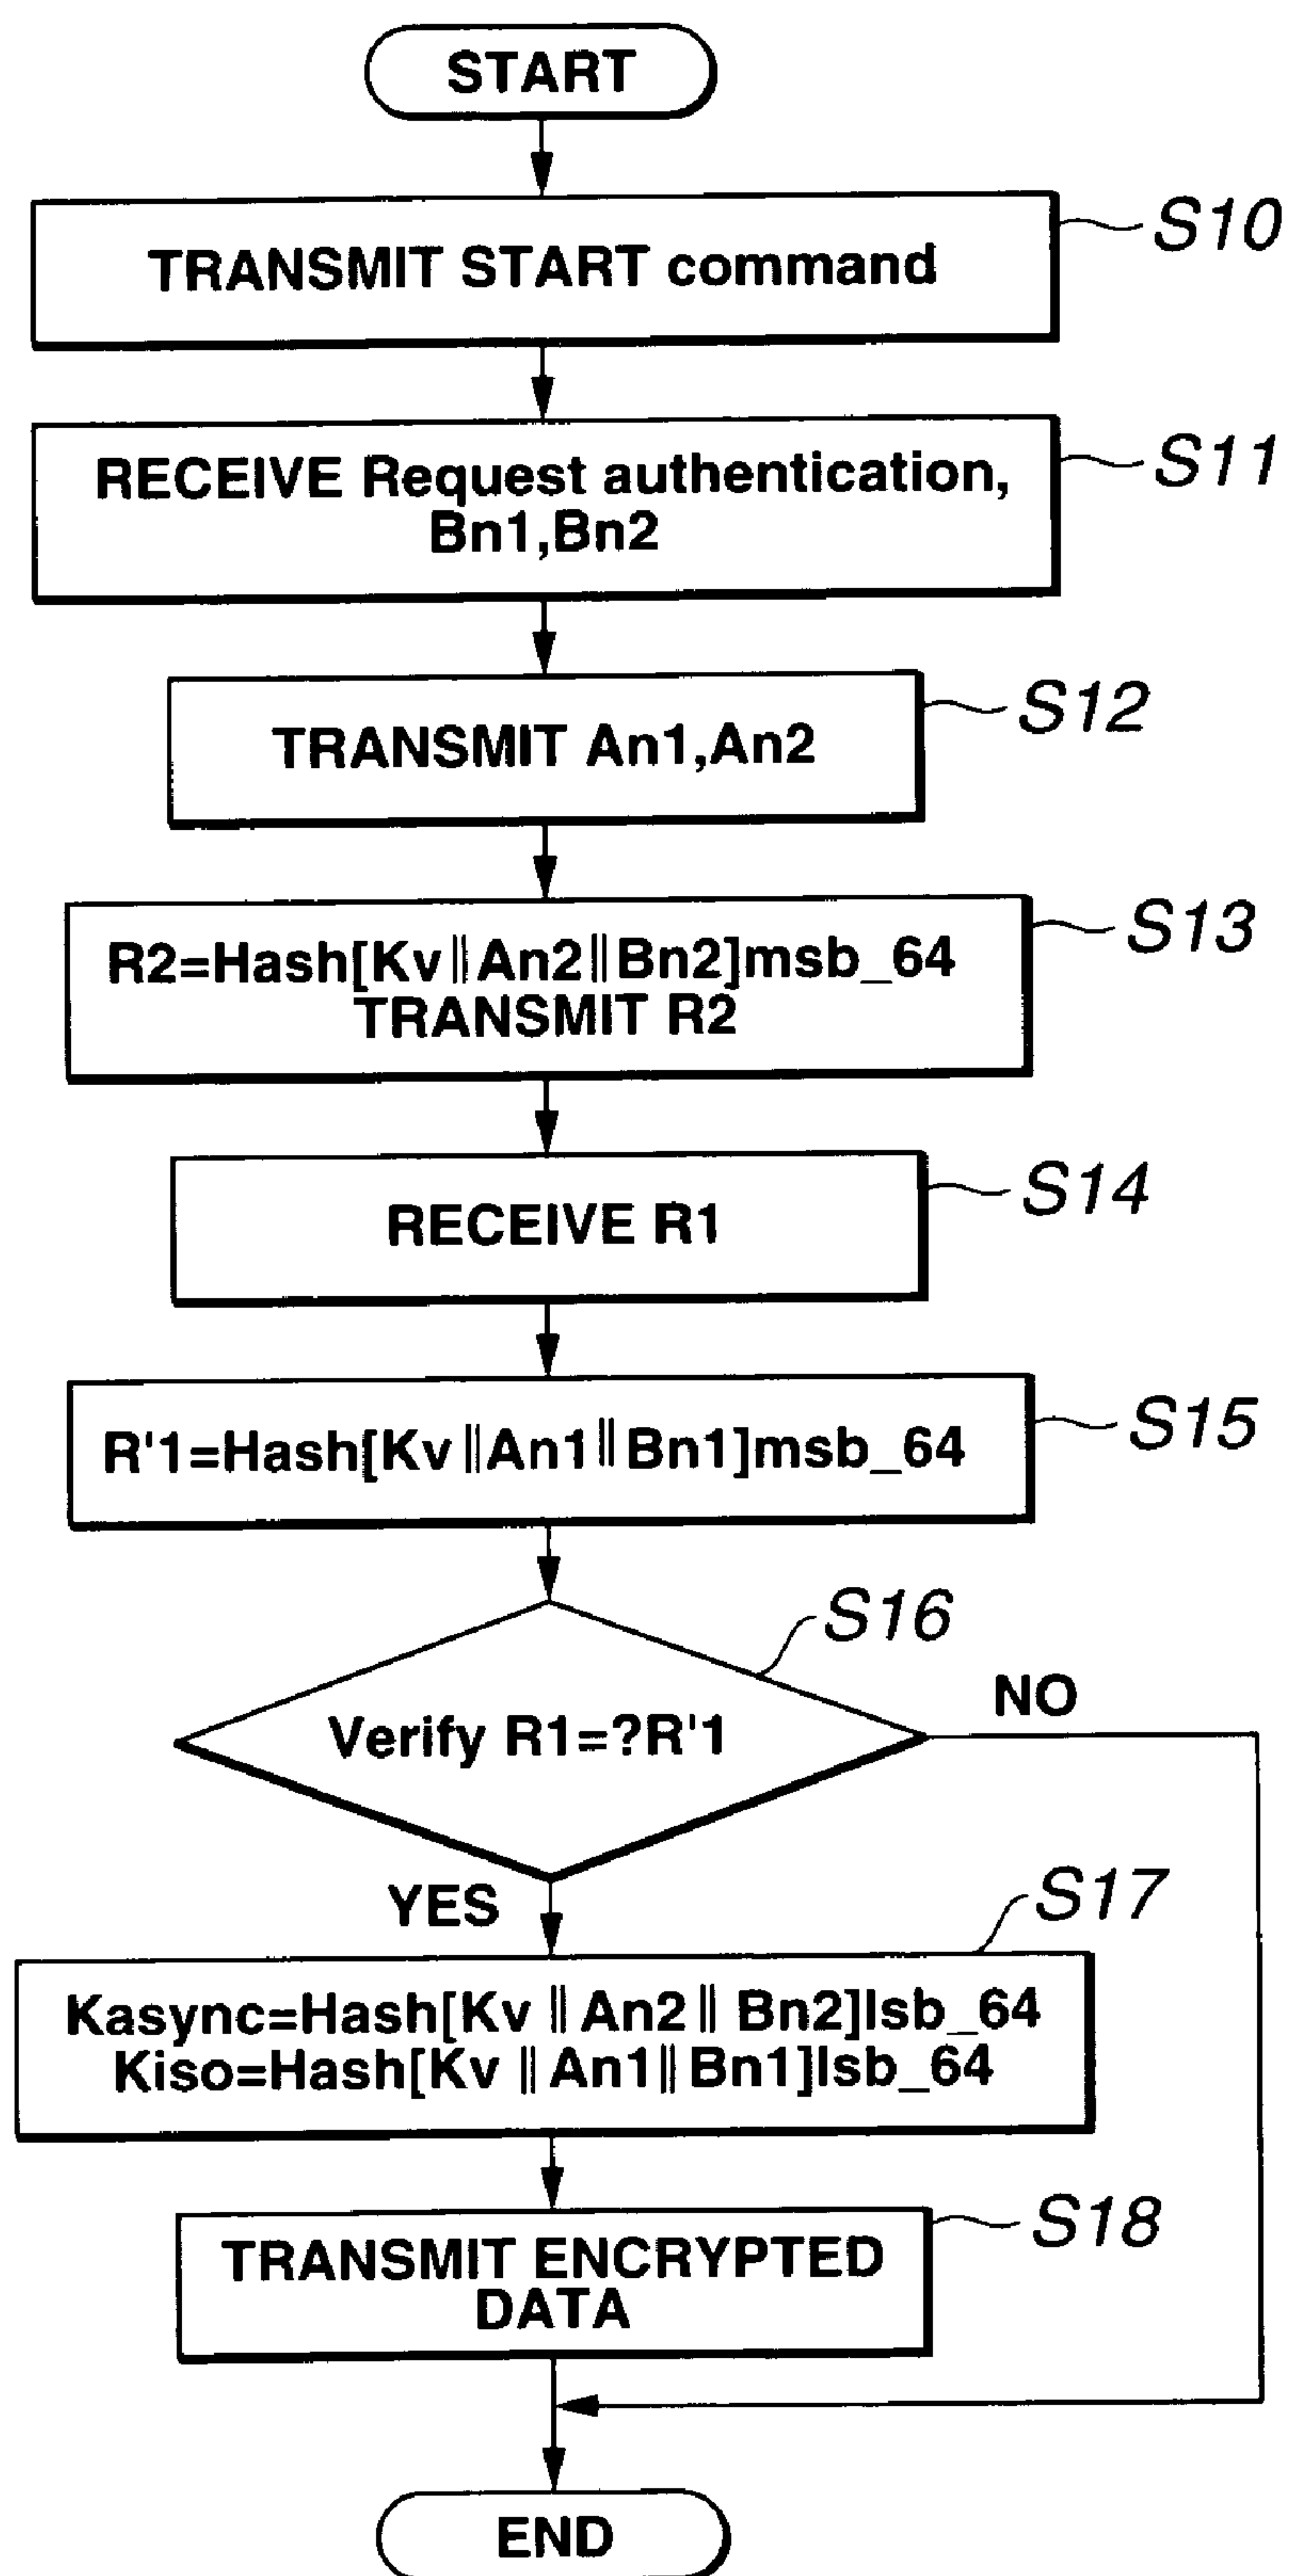 START
TRANSMIT START command
S10
RECEIVE Request authentication,
Bn1,Bn2
S11
TRANSMIT An1,An2
S12
R2=Hash[Kv||An2||Bn2]msb_64
TRANSMIT R2
S13
RECEIVE R1
S14
R'1=Hash[Kv||An1||Bn1]msb_64
S15
Verify R1=?R'1
S16
NO
YES
Kasync=Hash[Kv || An2 || Bn2]lsb_64
Kiso=Hash[Kv || An1|| Bn1]lsb_64
S17
TRANSMIT ENCRYPTED
DATA
S18
END